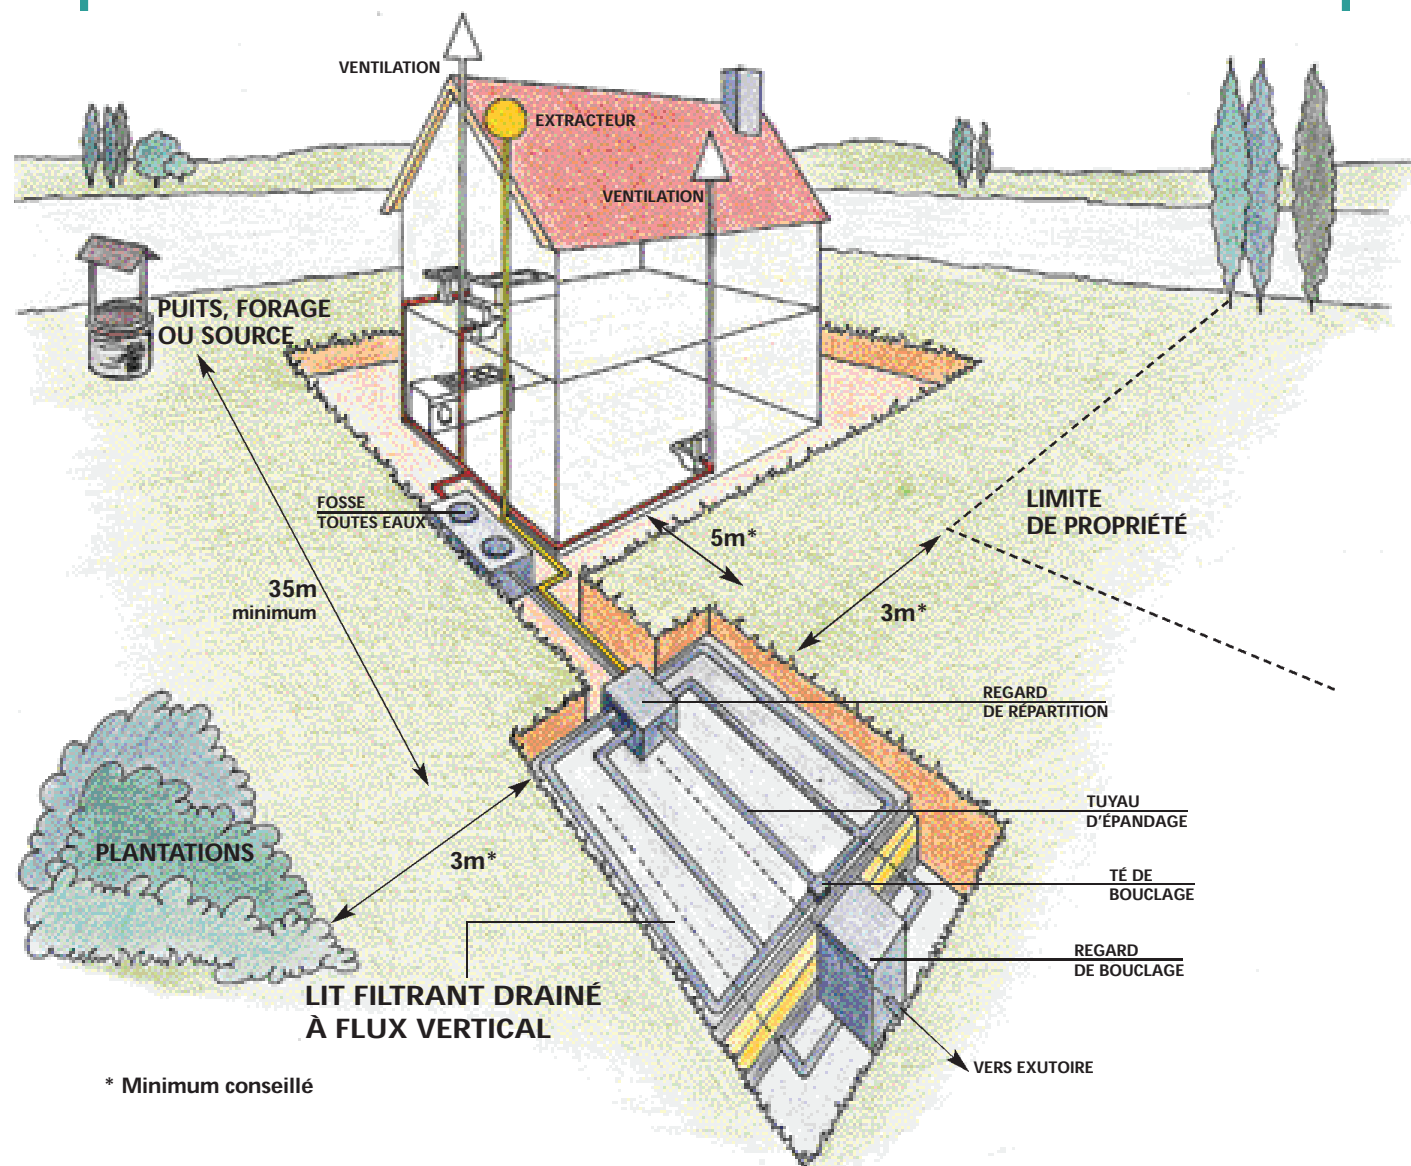 VENTILATION
EXTRACTEUR
VENTILATION
PUITS, FORAGE
OU SOURCE
FOSSE
TOUTES EAUX
LIMITE
DE PROPRIÉTÉ
5m*
35m
minimum
3m*
REGARD
DE RÉPARTITION
TUYAU
D'ÉPANDAGE
PLANTATIONS
3m*
TÉ DE
BOUCLAGE
REGARD
DE BOUCLAGE
LIT FILTRANT DRAINÉ
À FLUX VERTICAL
VERS EXUTOIRE
* Minimum conseillé